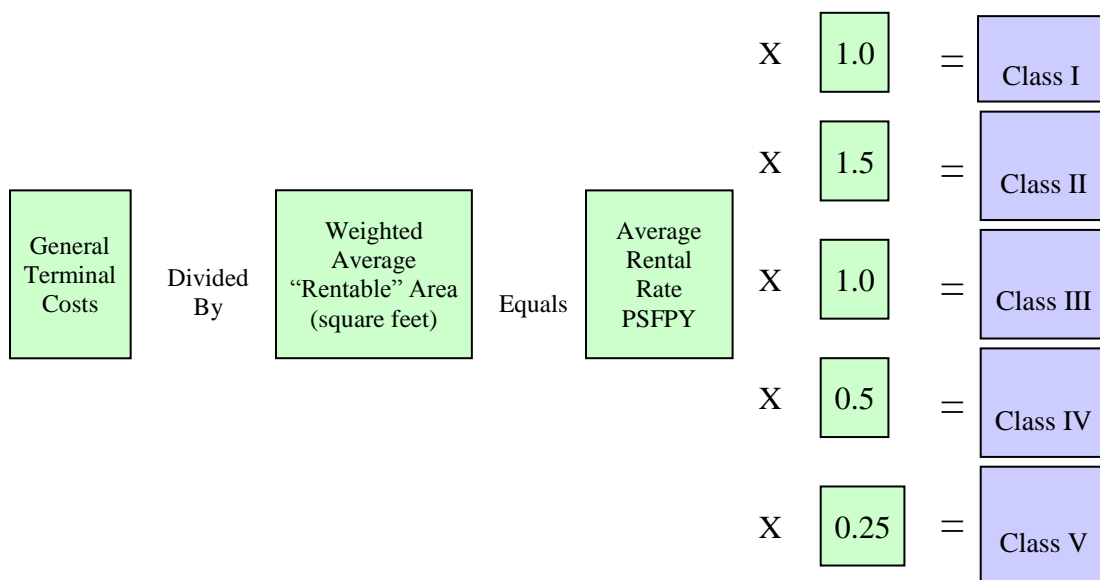 X 1.0 = Class I
X 1.5 = Class II
General
Terminal
Costs
Divided
By
Weighted
Average
“Rentable” Area
(square feet)
Equals
Average
Rental
Rate
PSFPY
X 1.0 = Class III
X 0.5 = Class IV
X 0.25 = Class V